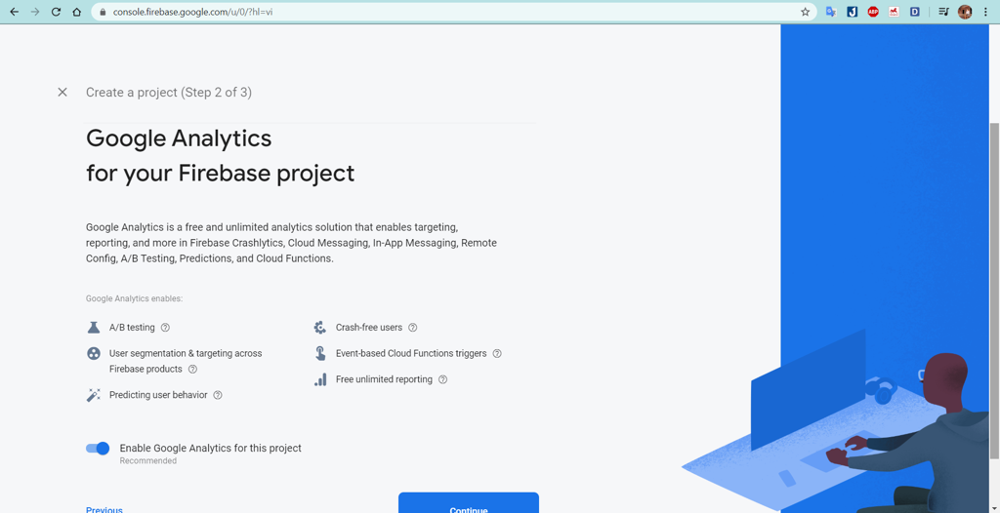 console.firebase.google.com/u/0/?hl=vi
Create a project (Step 2 of 3)
Google Analytics
for your Firebase project
Google Analytics is a free and unlimited analytics solution that enables targeting,
reporting, and more in Firebase Crashlytics, Cloud Messaging, In-App Messaging, Remote
Config, A/B Testing, Predictions, and Cloud Functions.
Google Analytics enables:
A/B testing
User segmentation & targeting across
Firebase products
Predicting user behavior
Crash-free users
Event-based Cloud Functions triggers
Free unlimited reporting
Enable Google Analytics for this project
Recommended
Previous
Continue